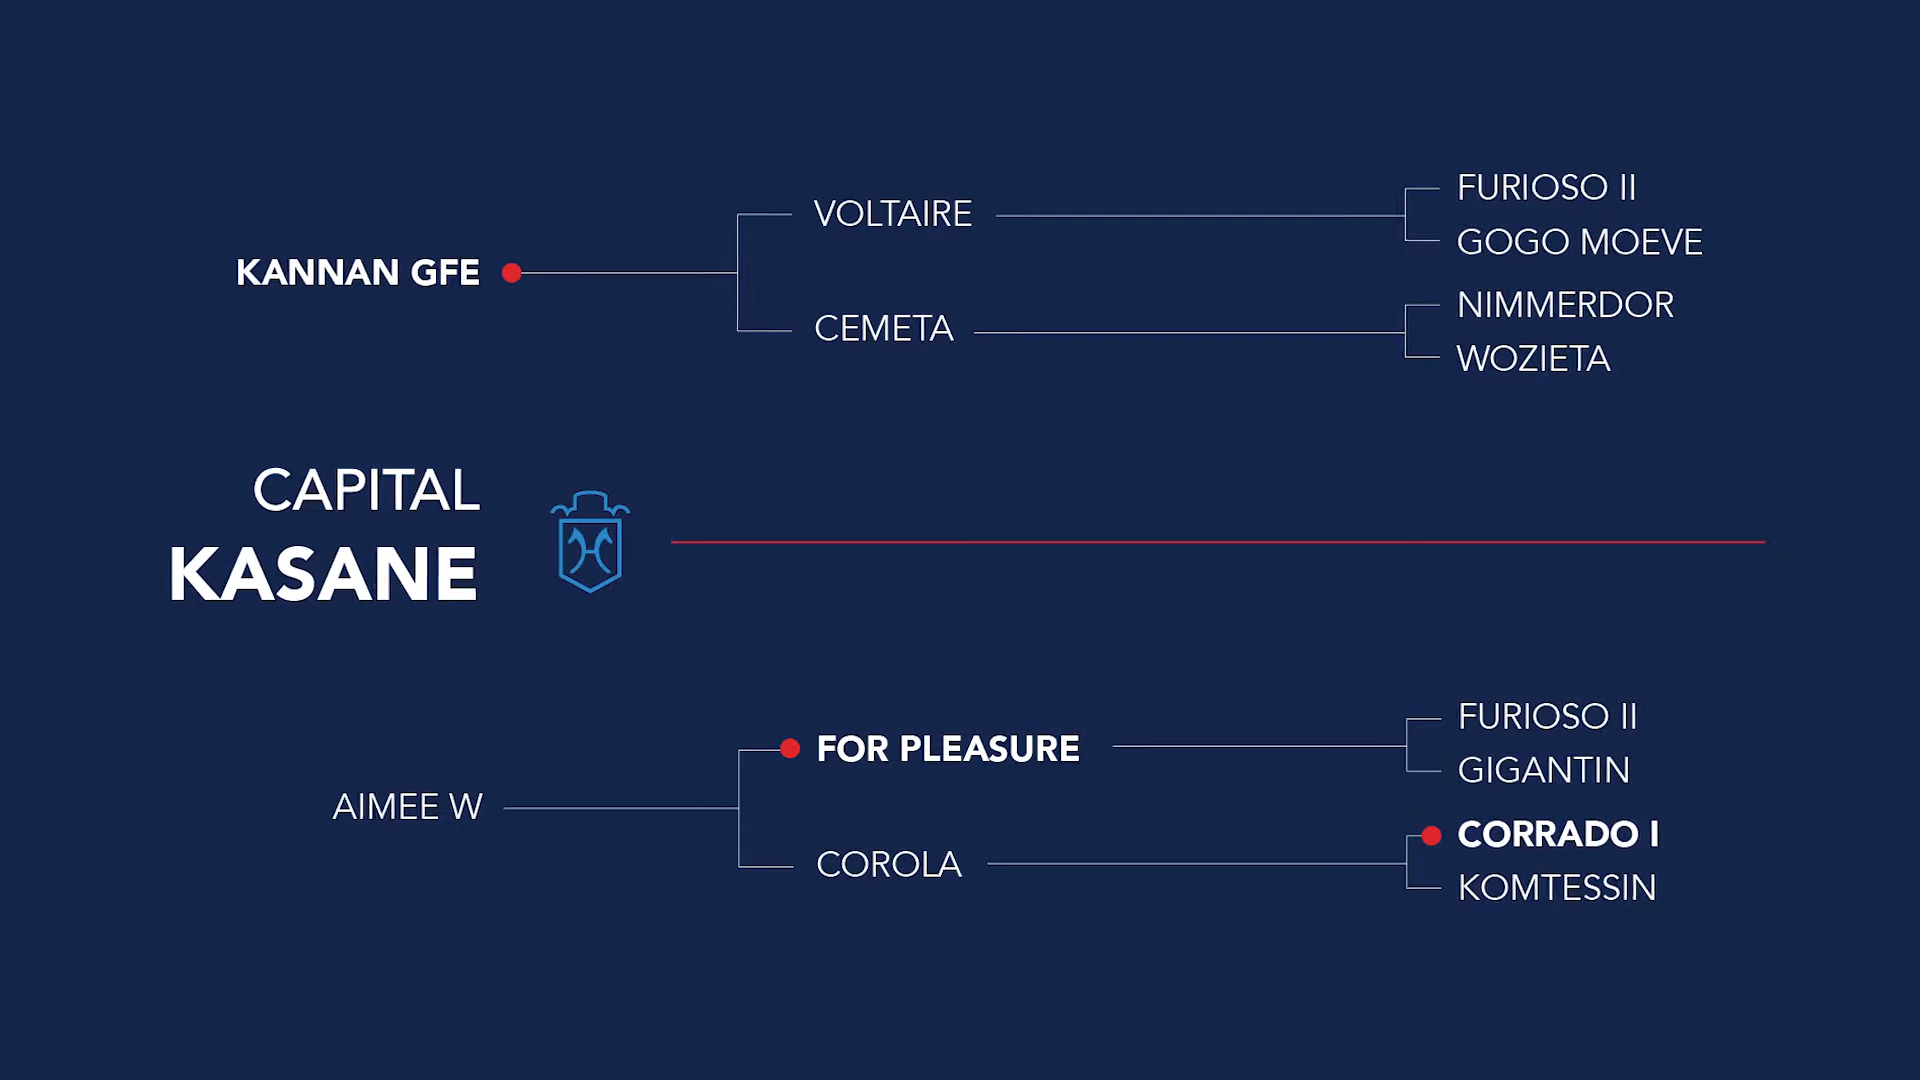 KANNAN GFE
VOLTAIRE
FURIOSO II
GOGO MOEVE
CEMETA
NIMMERDOR
WOZIETA
CAPITAL
KASANE
AIMEE W
FOR PLEASURE
FURIOSO II
GIGANTIN
COROLA
CORRADO I
KOMTESSIN